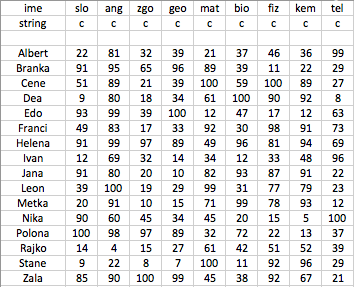 ime slo ang zgo geo mat bio fiz kem tel
string c c c c c c c c c
Albert 22 81 32 39 21 37 46 36 99
Branka 91 95 65 96 89 39 11 22 29
Cene 51 89 21 39 100 59 100 89 27
Dea 9 80 18 34 61 100 90 92 8
Edo 93 99 39 100 12 47 17 12 63
Franci 49 83 17 33 92 30 98 91 73
Helena 91 99 97 89 49 96 81 94 69
Ivan 12 69 32 14 34 12 33 48 96
Jana 91 80 20 10 82 93 87 91 22
Leon 39 100 19 29 99 31 77 79 23
Metka 20 91 10 15 71 99 78 93 12
Nika 90 60 45 34 45 20 15 5 100
Polona 100 98 97 89 32 72 22 13 37
Rajko 14 4 15 27 61 42 51 52 39
Stane 9 22 8 7 100 11 92 96 29
Zala 85 90 100 99 45 38 92 67 21